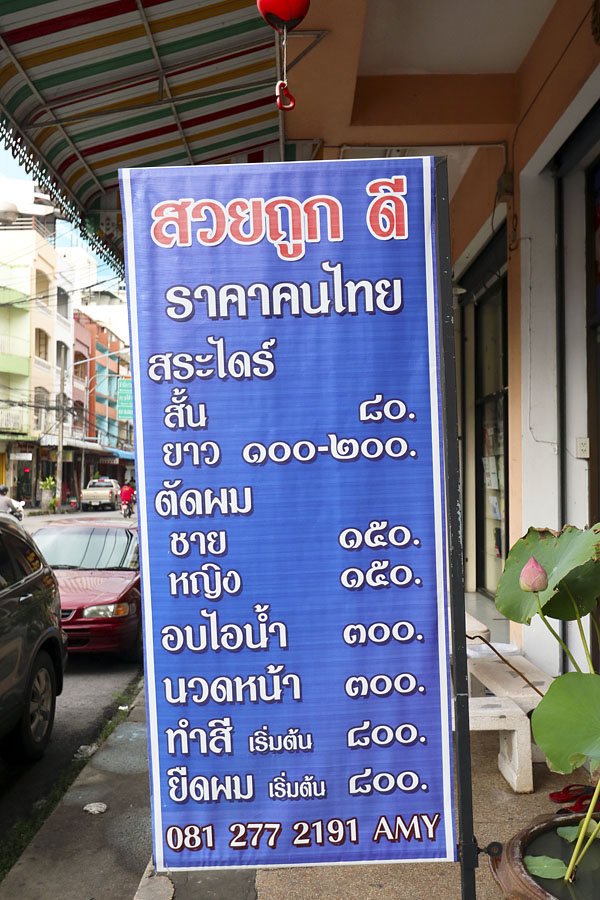 สวยถูก ดี
ราคาคนไทย
สระไดร์
สั้น ๘๐.
ยาว ๑๐๐-๒๐๐.
ตัดผม
ชาย ๑๕๐.
หญิง ๑๕๐.
อบไอน้ำ ๓๐๐.
นวดหน้า ๓๐๐.
ทำสี เริ่มต้น ๘๐๐.
ยืดผม เริ่มต้น ๘๐๐.
081 277 2191 AMY